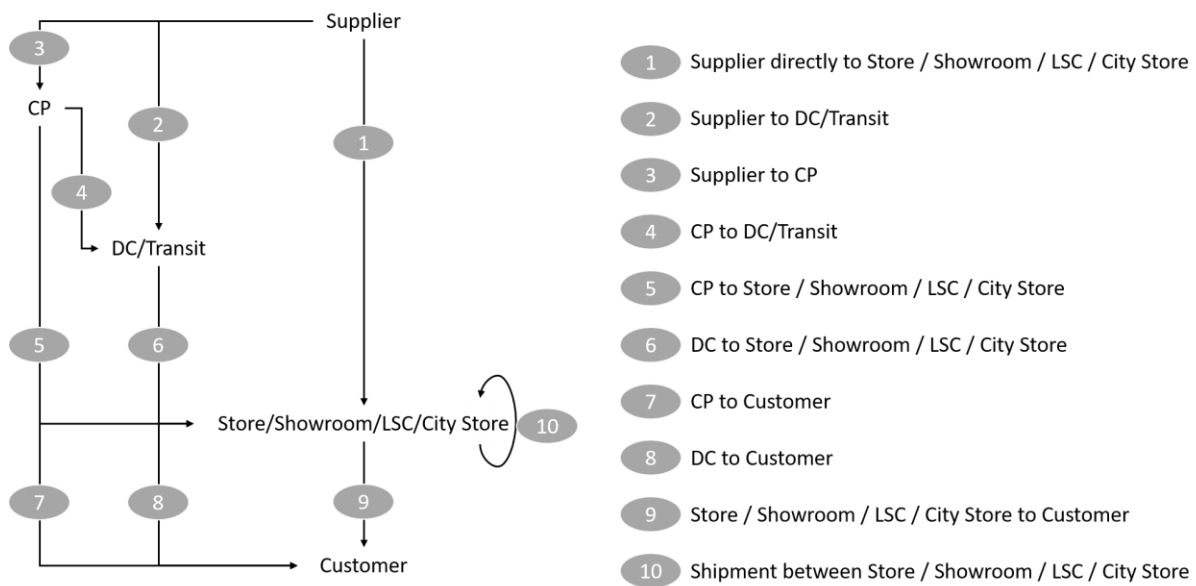 Supplier
3
CP
2
1
4
DC/Transit
5
6
Store/Showroom/LSC/City Store
10
7
8
9
Customer
1 Supplier directly to Store / Showroom / LSC / City Store
2 Supplier to DC/Transit
3 Supplier to CP
4 CP to DC/Transit
5 CP to Store / Showroom / LSC / City Store
6 DC to Store / Showroom / LSC / City Store
7 CP to Customer
8 DC to Customer
9 Store / Showroom / LSC / City Store to Customer
10 Shipment between Store / Showroom / LSC / City Store